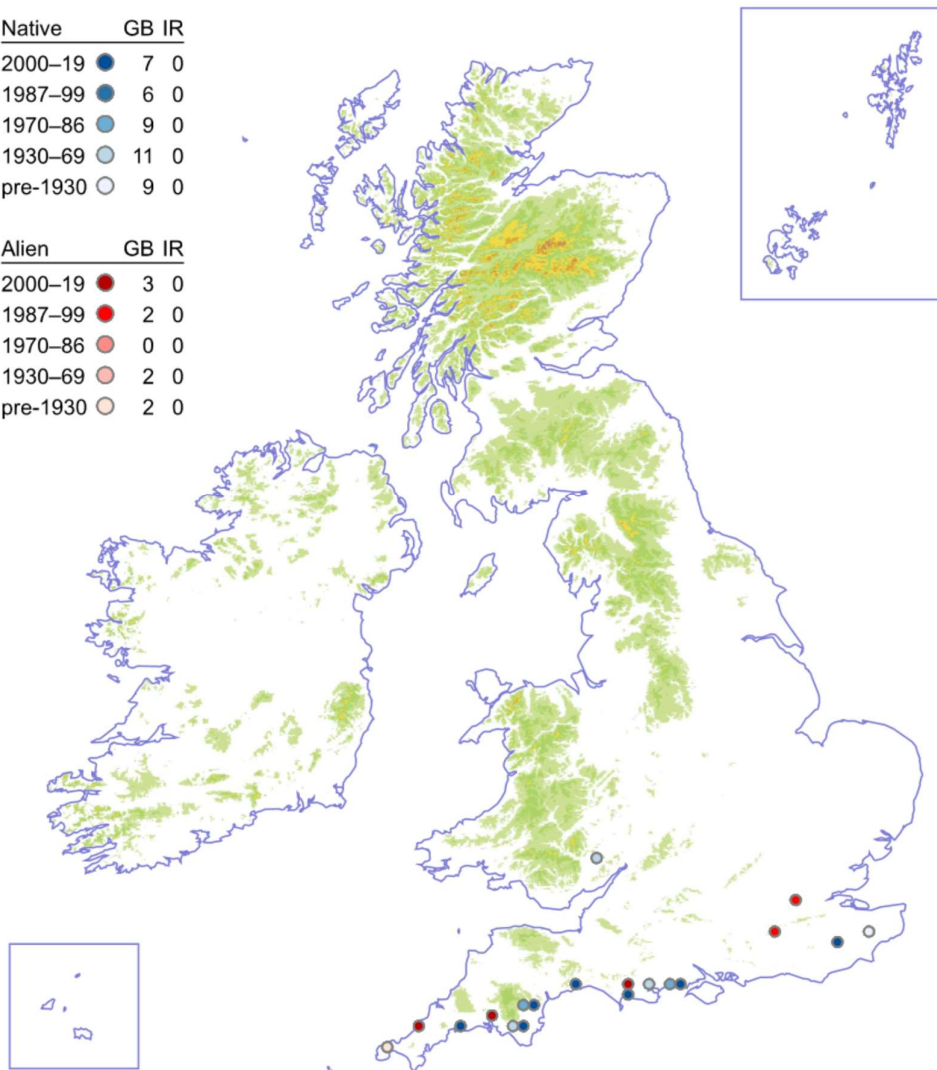 Native GB IR
2000–19 7 0
1987–99 6 0
1970–86 9 0
1930–69 11 0
pre-1930 9 0
Alien GB IR
2000–19 3 0
1987–99 2 0
1970–86 0 0
1930–69 2 0
pre-1930 2 0